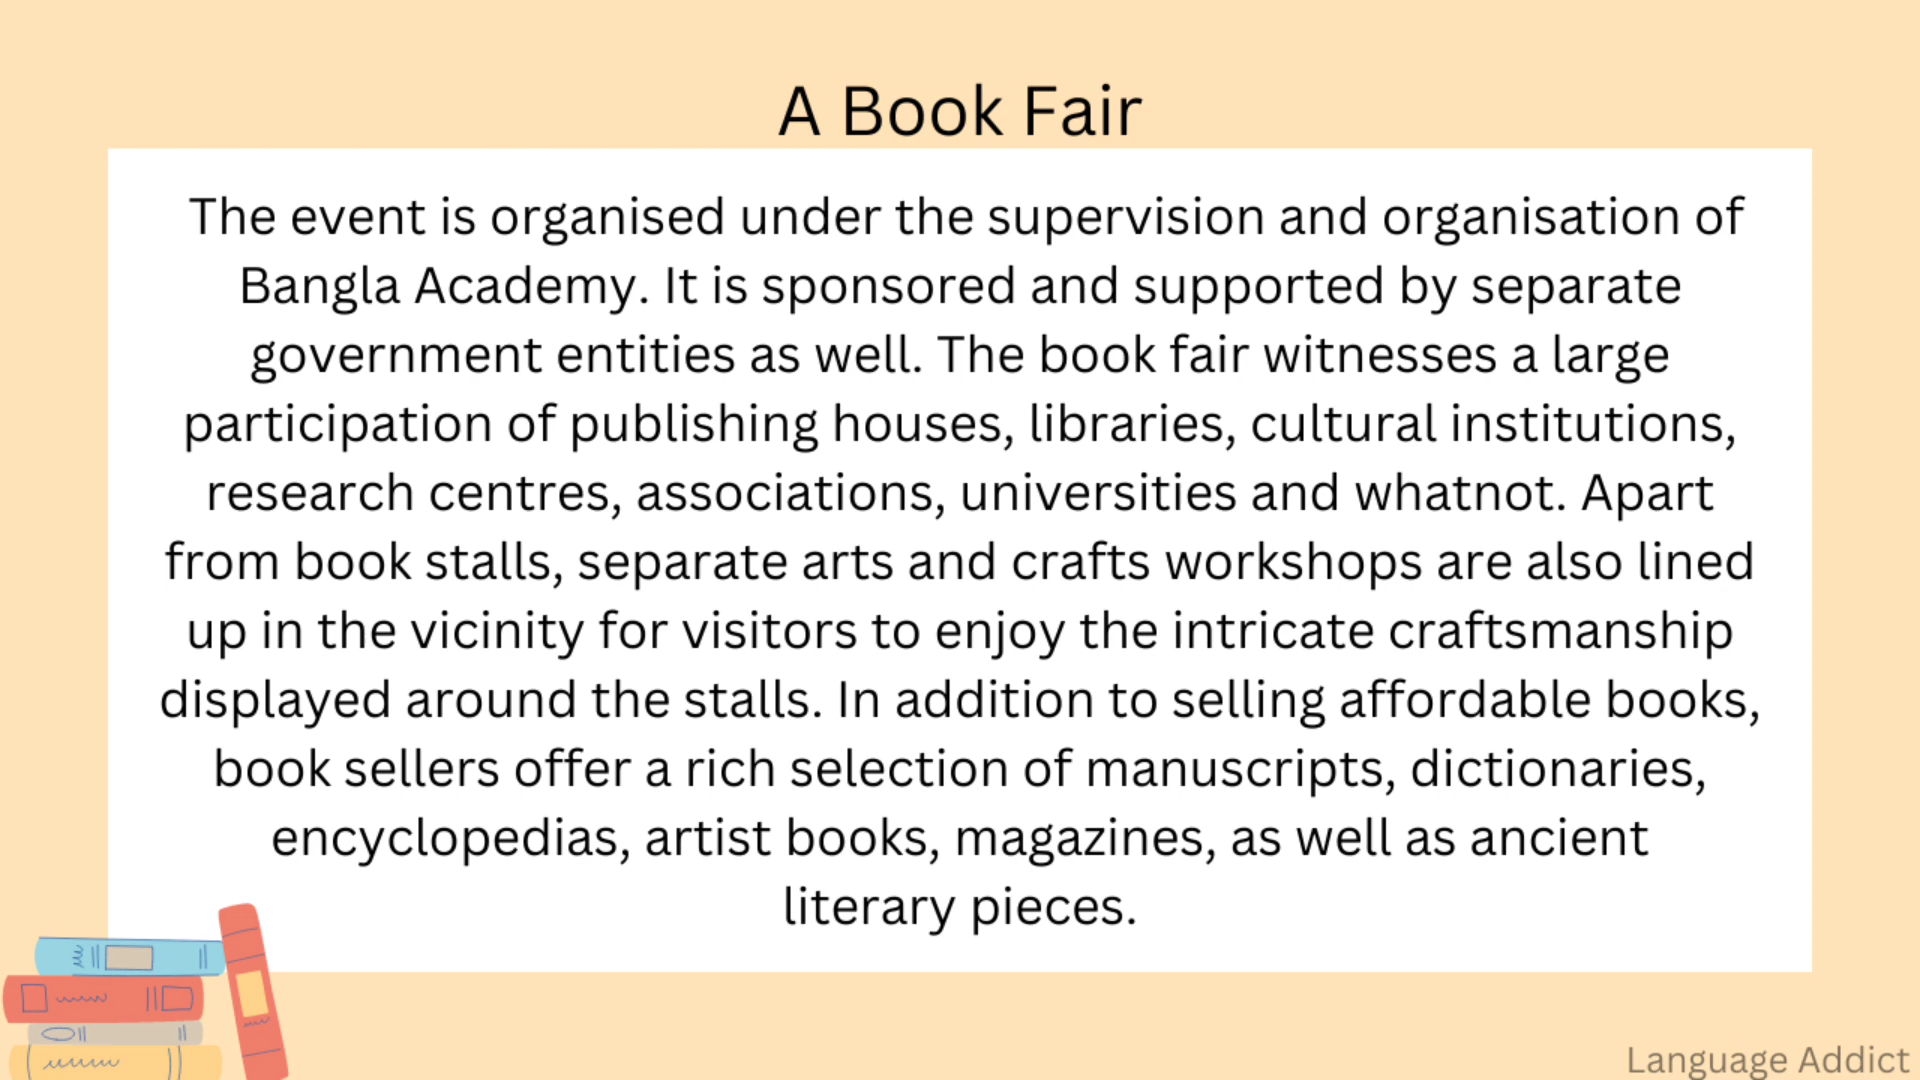 A Book Fair
The event is organised under the supervision and organisation of
Bangla Academy. It is sponsored and supported by separate
government entities as well. The book fair witnesses a large
participation of publishing houses, libraries, cultural institutions,
research centres, associations, universities and whatnot. Apart
from book stalls, separate arts and crafts workshops are also lined
up in the vicinity for visitors to enjoy the intricate craftsmanship
displayed around the stalls. In addition to selling affordable books,
book sellers offer a rich selection of manuscripts, dictionaries,
encyclopedias, artist books, magazines, as well as ancient
literary pieces.
Language Addict